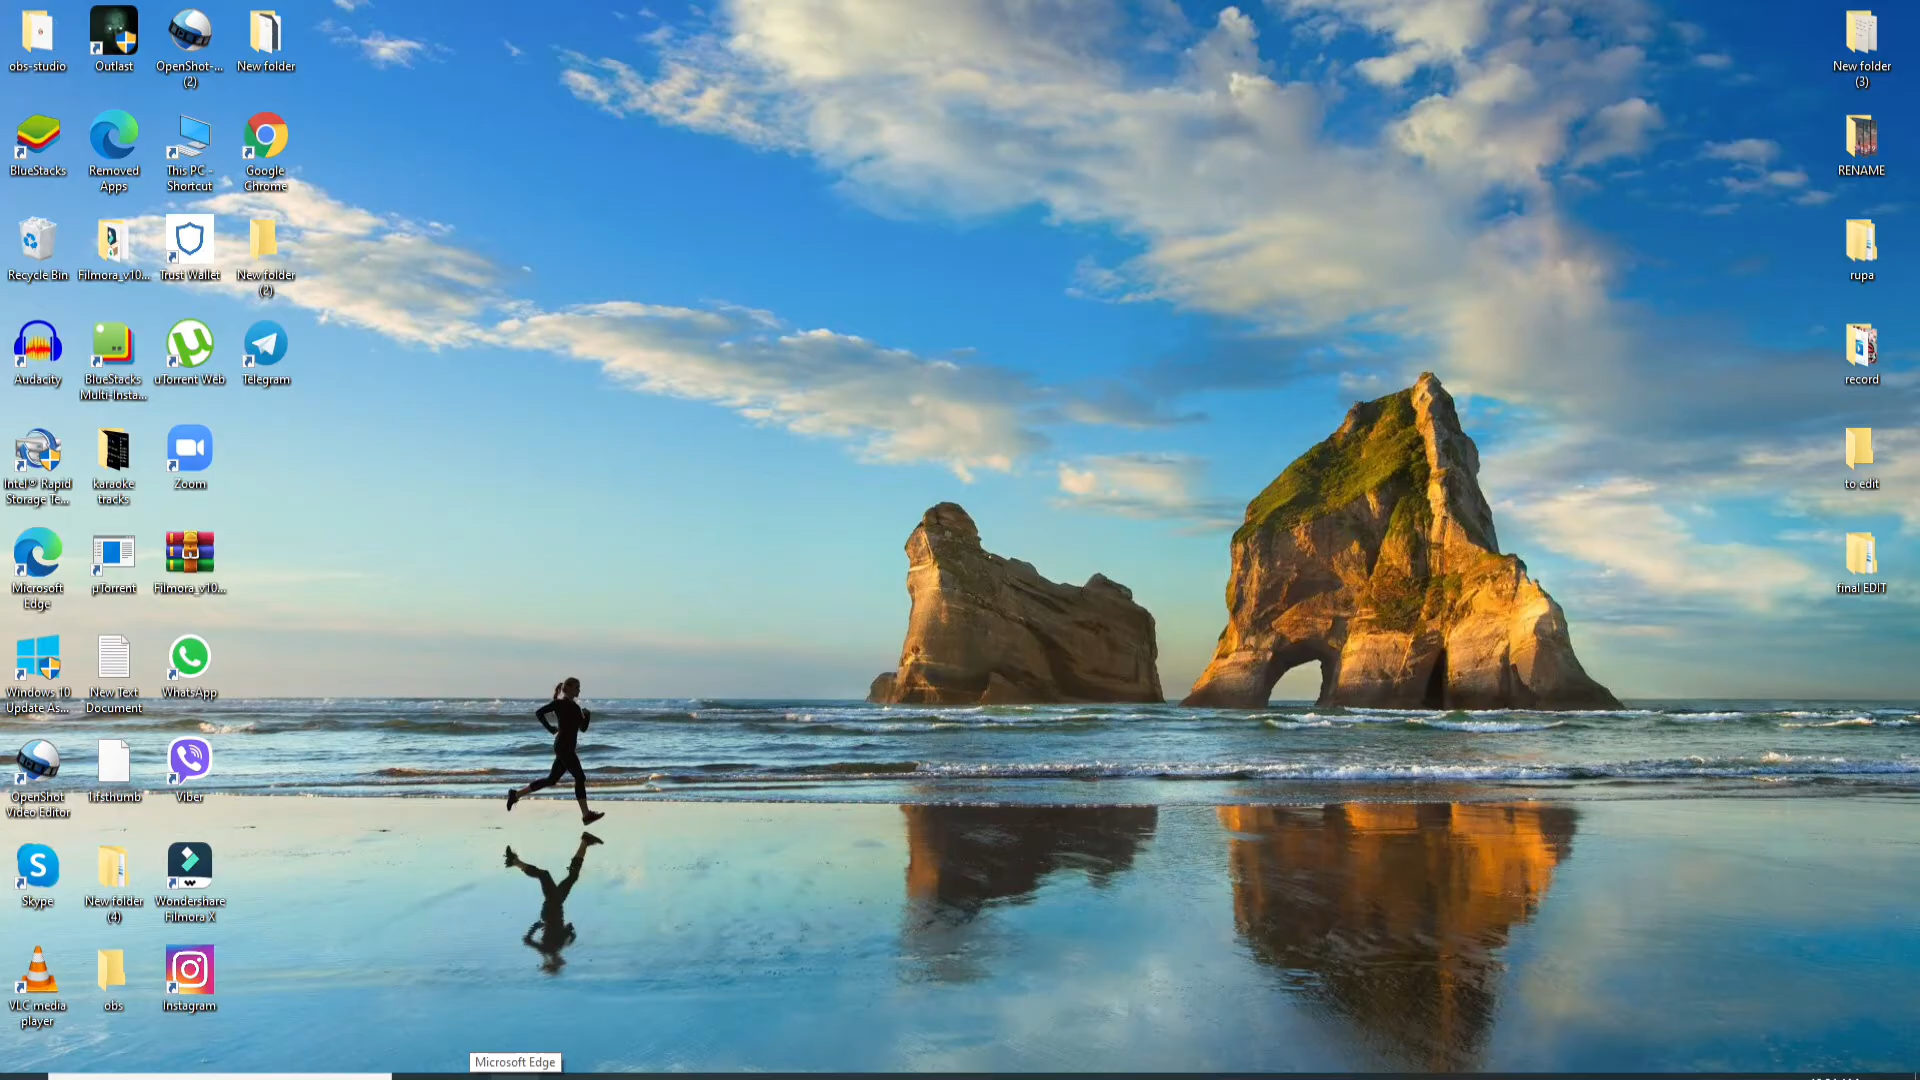 obs-studio
Outlast
OpenShot-...
(2)
New folder
BlueStacks
Removed
Apps
This PC -
Shortcut
Google
Chrome
Recycle Bin
Filmora_v10...
Trust Wallet
New folder
(2)
Audacity
BlueStacks
Multi-Insta...
uTorrent Web
Telegram
Intel® Rapid
Storage Te...
karaoke
tracks
Zoom
Microsoft
Edge
µTorrent
Filmora_v10...
Windows 10
Update As...
New Text
Document
WhatsApp
OpenShot
Video Editor
1.fsthumb
Viber
Skype
New folder
(4)
Wondershare
Filmora X
VLC media
player
obs
Instagram
New folder
(3)
RENAME
rupa
record
to edit
final EDIT
Microsoft Edge